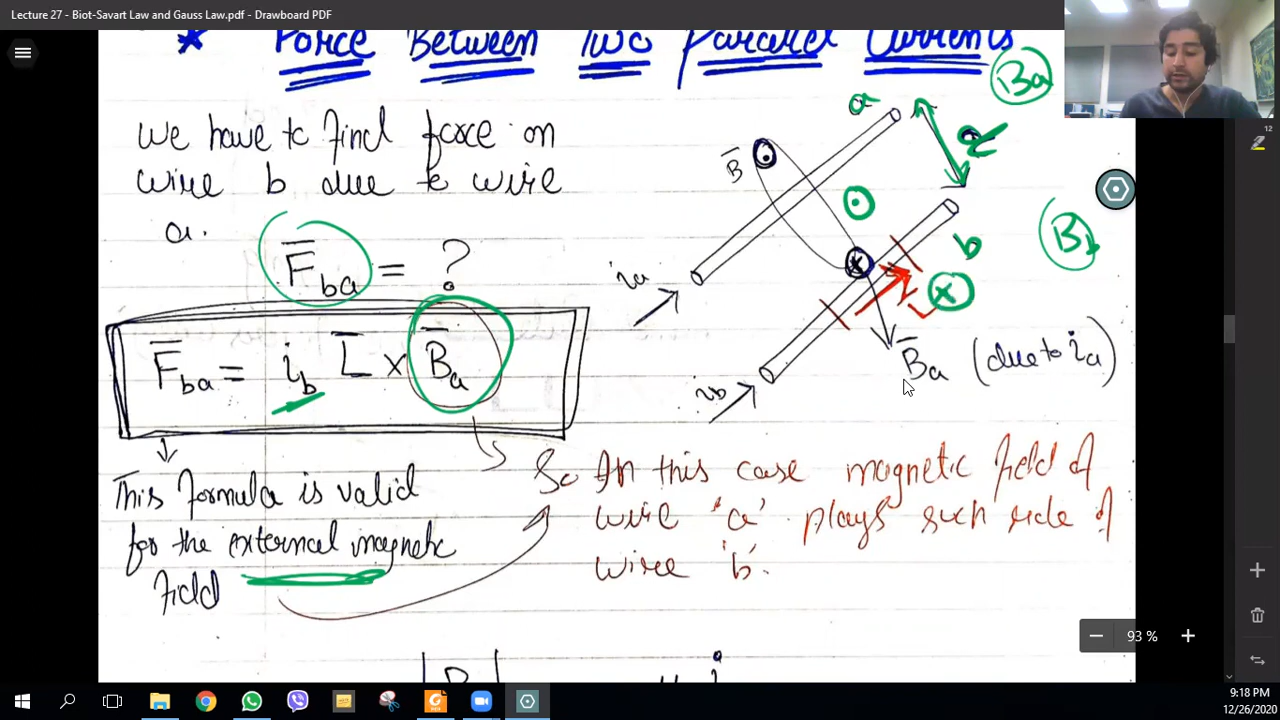 Lecture 27 - Biot-Savart Law and Gauss Law.pdf - Drawboard PDF
* Force Between Two Parallel Currents
Ba
We have to find force on
wire b due to wire
a.
F̅ba = ?
F̅ba = ib L̅ × B̅a
a
B̅
d
b
ia
ib
L
B̅a (due to ia)
This formula is valid
for the external magnetic
field
So In this case magnetic field of
wire 'a' plays such role of
wire 'b'.
12
93 %
9:18 PM
12/26/2020